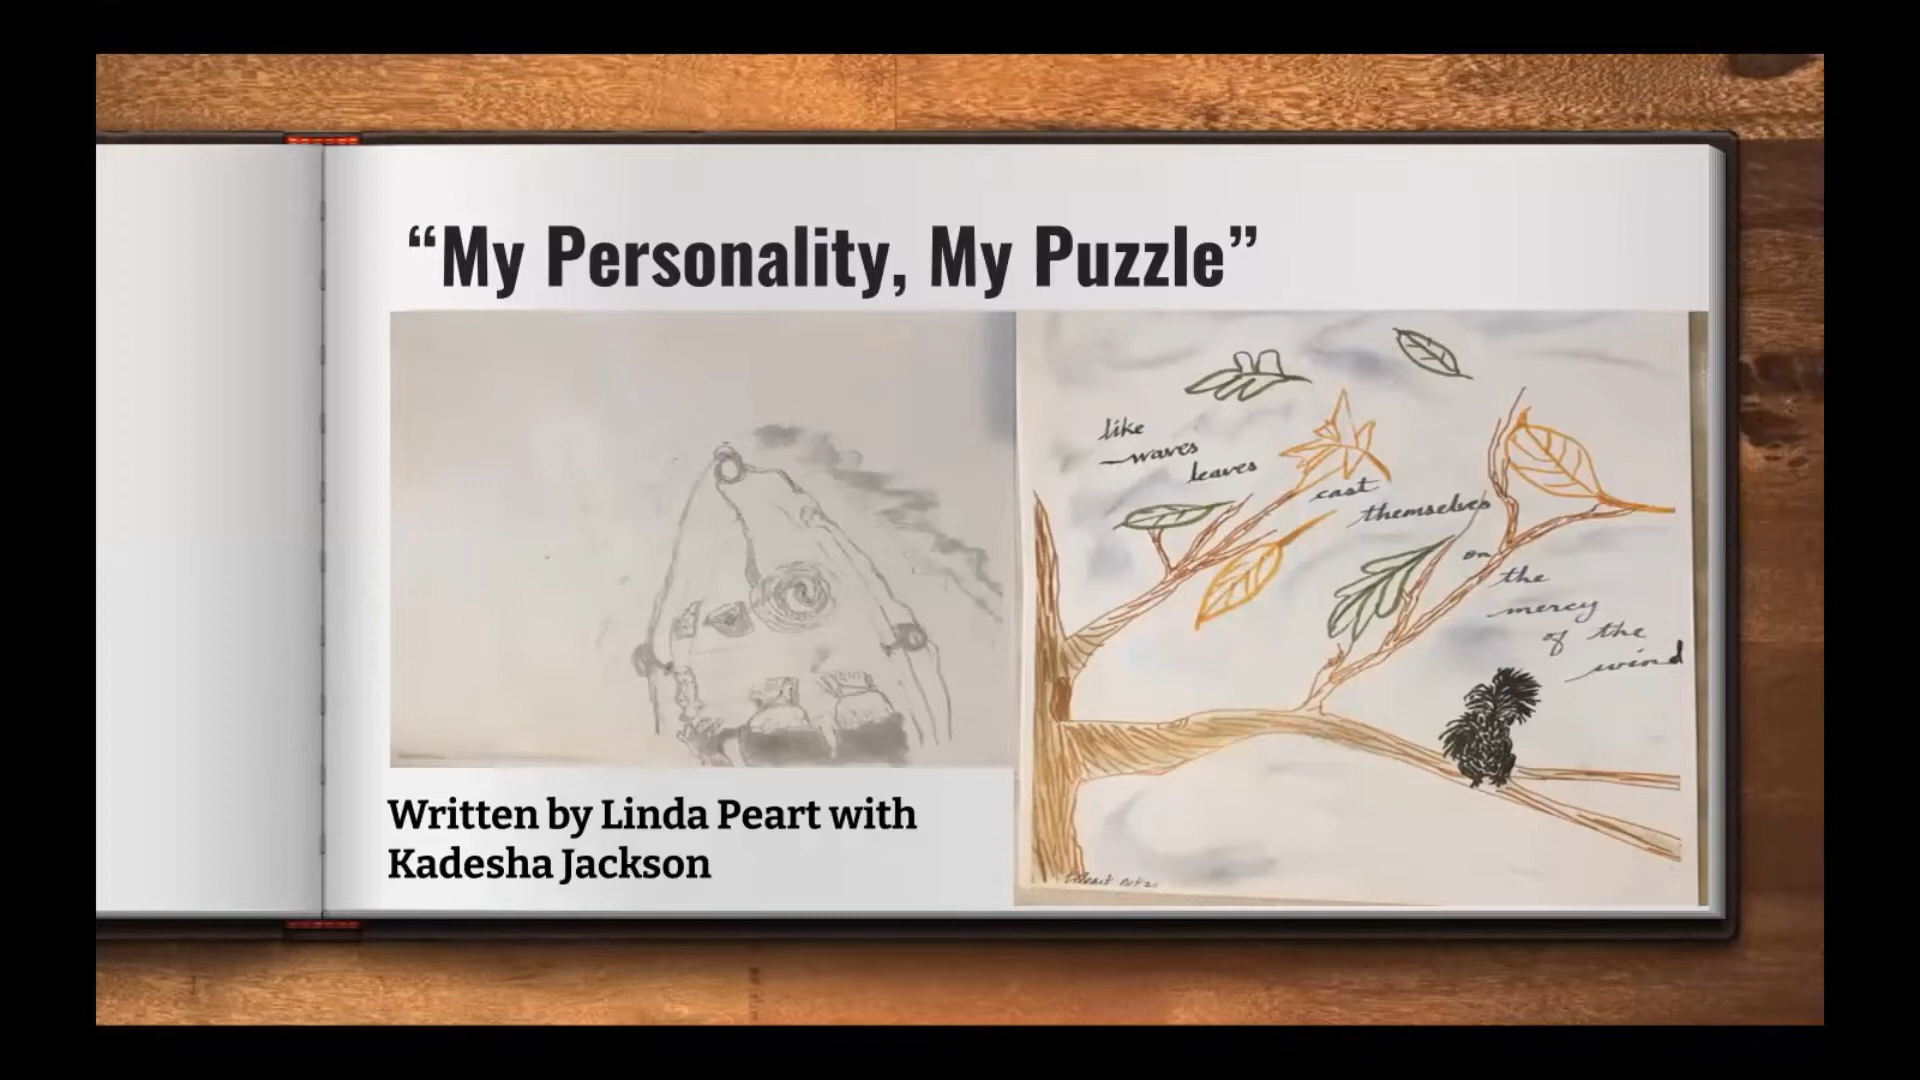 “My Personality, My Puzzle”
like
waves
leaves
cast
themselves
on
the
mercy
of the
wind
Written by Linda Peart with
Kadesha Jackson